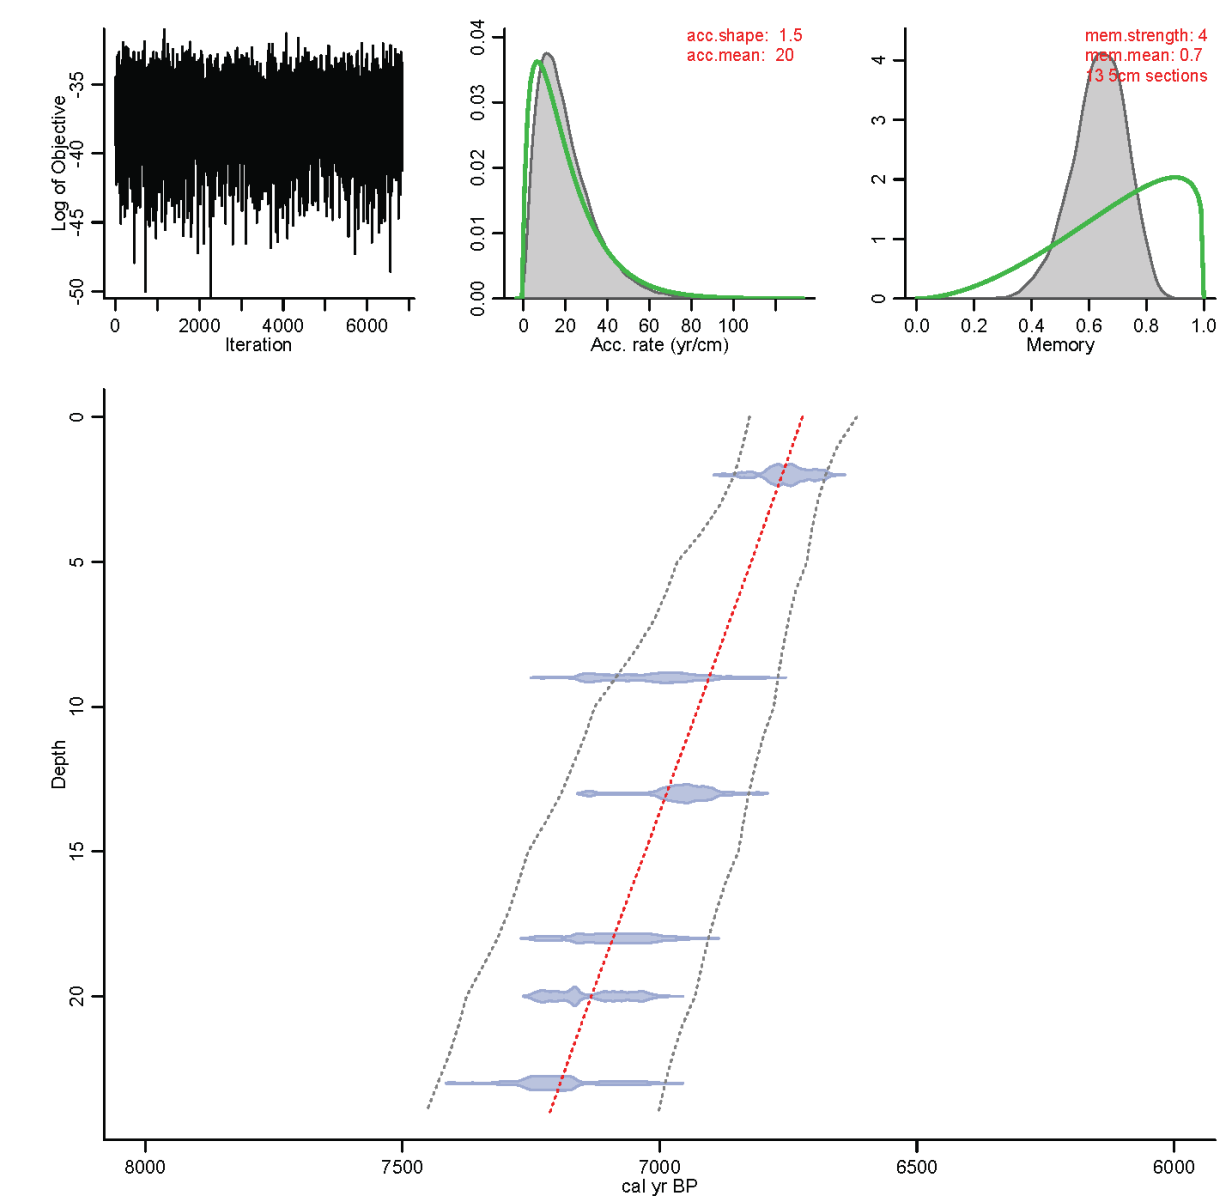 Log of Objective
-35
-40
-45
-50
0 2000 4000 6000
Iteration
acc.shape: 1.5
acc.mean: 20
0.04
0.03
0.02
0.01
0.00
0 20 40 60 80 100
Acc. rate (yr/cm)
mem.strength: 4
mem.mean: 0.7
13 5cm sections
4
3
2
1
0
0.0 0.2 0.4 0.6 0.8 1.0
Memory
Depth
0
5
10
15
20
8000 7500 7000 6500 6000
cal yr BP